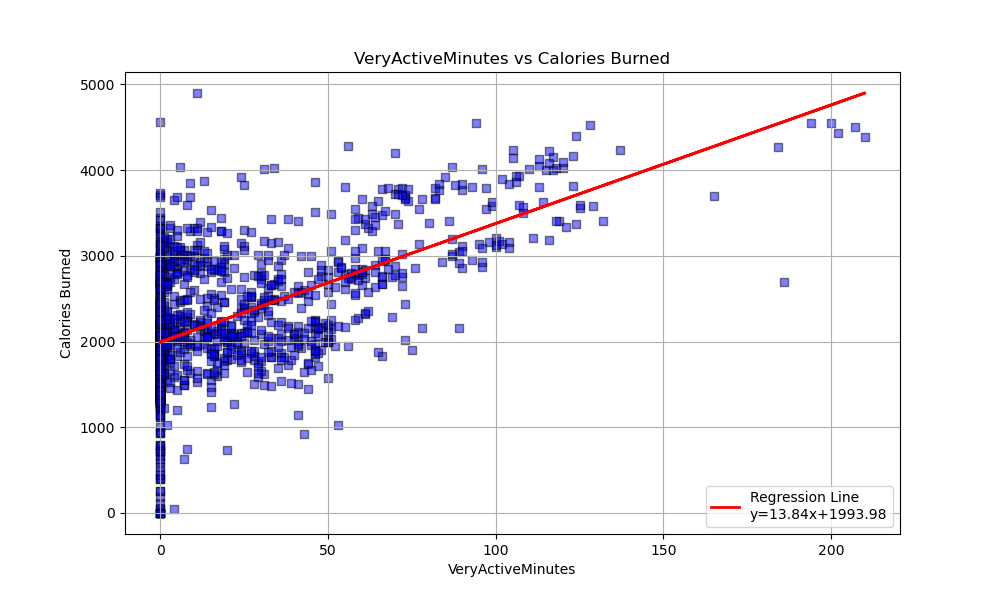 VeryActiveMinutes vs Calories Burned
5000
4000
3000
2000
1000
0
Calories Burned
0
50
100
150
200
VeryActiveMinutes
Regression Line
y=13.84x+1993.98